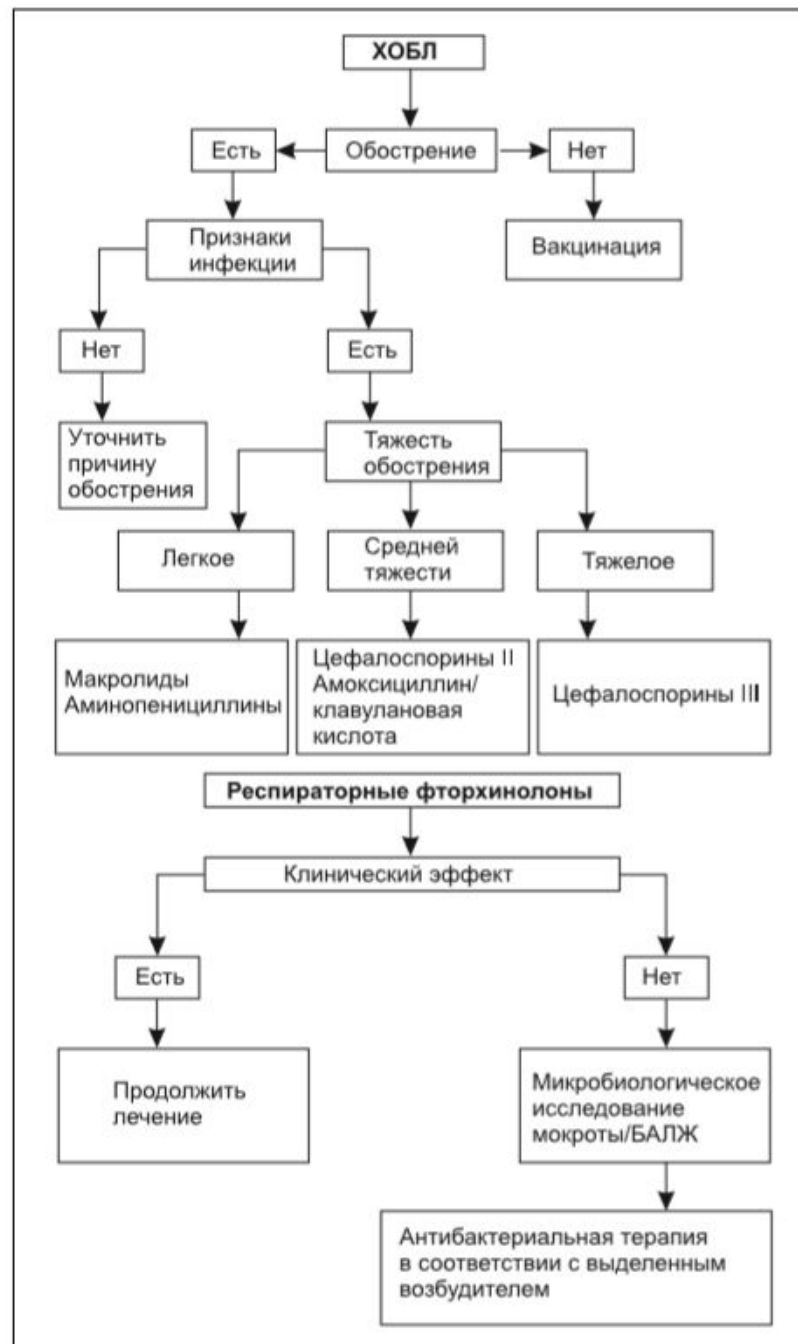 ХОБЛ
Есть
Обострение
Нет
Признаки
инфекции
Вакцинация
Нет
Есть
Уточнить
причину
обострения
Тяжесть
обострения
Легкое
Средней
тяжести
Тяжелое
Макролиды
Аминопенициллины
Цефалоспорины II
Амоксициллин/
клавулановая
кислота
Цефалоспорины III
Респираторные фторхинолоны
Клинический эффект
Есть
Нет
Продолжить
лечение
Микробиологическое
исследование
мокроты/БАЛЖ
Антибактериальная терапия
в соответствии с выделенным
возбудителем